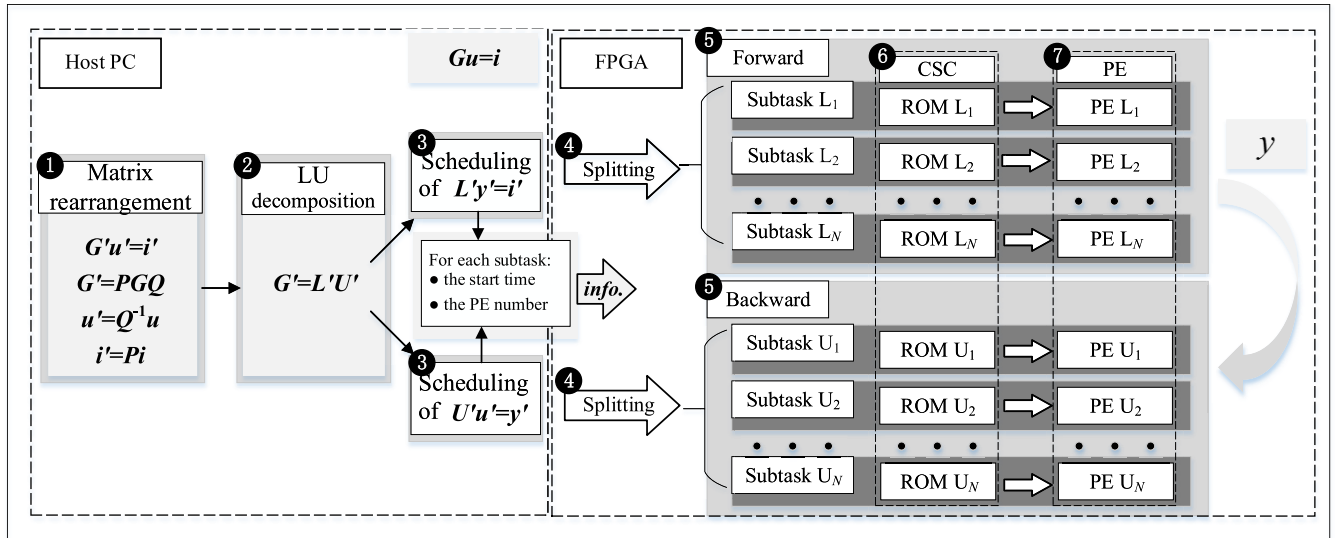 Host PC
Gu=i
1
Matrix
rearrangement
G'u'=i'
G'=PGQ
u'=Q⁻¹u
i'=Pi
2
LU
decomposition
G'=L'U'
3
Scheduling
of L'y'=i'
For each subtask:
● the start time
● the PE number
3
Scheduling
of U'u'=y'
info.
FPGA
4
Splitting
5
Forward
6
CSC
7
PE
Subtask L₁
ROM L₁
PE L₁
Subtask L₂
ROM L₂
PE L₂
● ● ●
● ● ●
● ● ●
Subtask L_N
ROM L_N
PE L_N
y
4
Splitting
5
Backward
Subtask U₁
ROM U₁
PE U₁
Subtask U₂
ROM U₂
PE U₂
● ● ●
● ● ●
● ● ●
Subtask U_N
ROM U_N
PE U_N